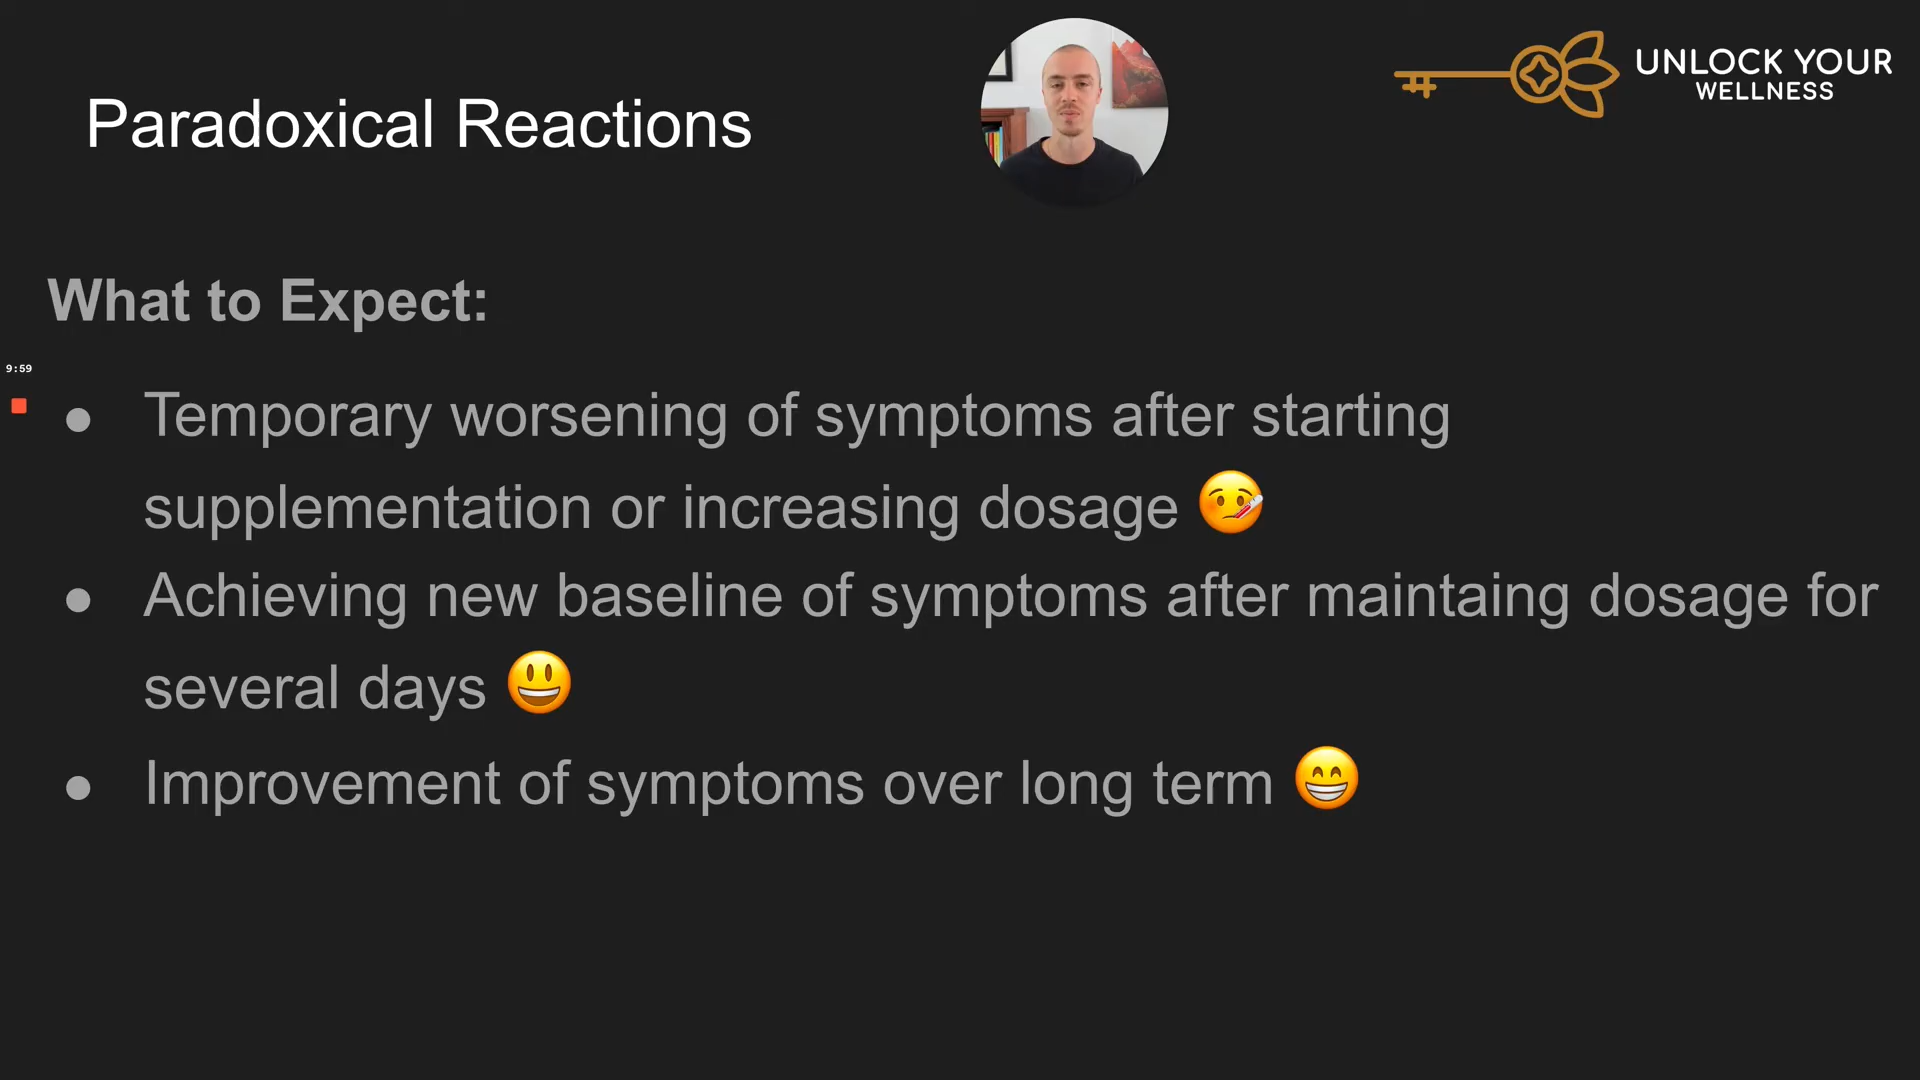 Paradoxical Reactions
UNLOCK YOUR
WELLNESS
What to Expect:
9:59
● Temporary worsening of symptoms after starting
supplementation or increasing dosage 🤒
● Achieving new baseline of symptoms after maintaing dosage for
several days 😃
● Improvement of symptoms over long term 😁